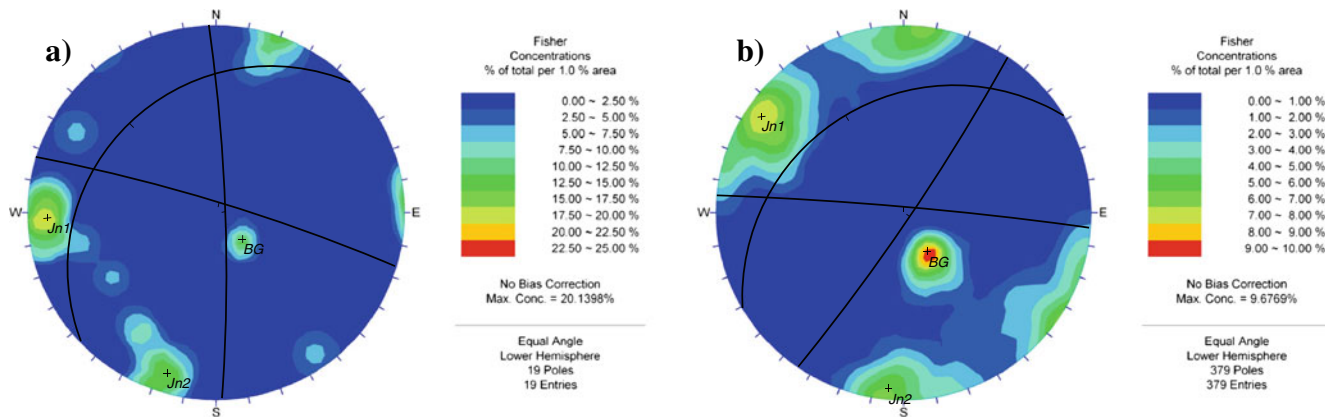 a)
N
W
E
S
Jn1
BG
Jn2
Fisher
Concentrations
% of total per 1.0 % area
0.00 ~ 2.50 %
2.50 ~ 5.00 %
5.00 ~ 7.50 %
7.50 ~ 10.00 %
10.00 ~ 12.50 %
12.50 ~ 15.00 %
15.00 ~ 17.50 %
17.50 ~ 20.00 %
20.00 ~ 22.50 %
22.50 ~ 25.00 %
No Bias Correction
Max. Conc. = 20.1398%
Equal Angle
Lower Hemisphere
19 Poles
19 Entries
b)
N
Jn1
W
E
BG
Jn2
S
Fisher
Concentrations
% of total per 1.0 % area
0.00 ~ 1.00 %
1.00 ~ 2.00 %
2.00 ~ 3.00 %
3.00 ~ 4.00 %
4.00 ~ 5.00 %
5.00 ~ 6.00 %
6.00 ~ 7.00 %
7.00 ~ 8.00 %
8.00 ~ 9.00 %
9.00 ~ 10.00 %
No Bias Correction
Max. Conc. = 9.6769%
Equal Angle
Lower Hemisphere
379 Poles
379 Entries